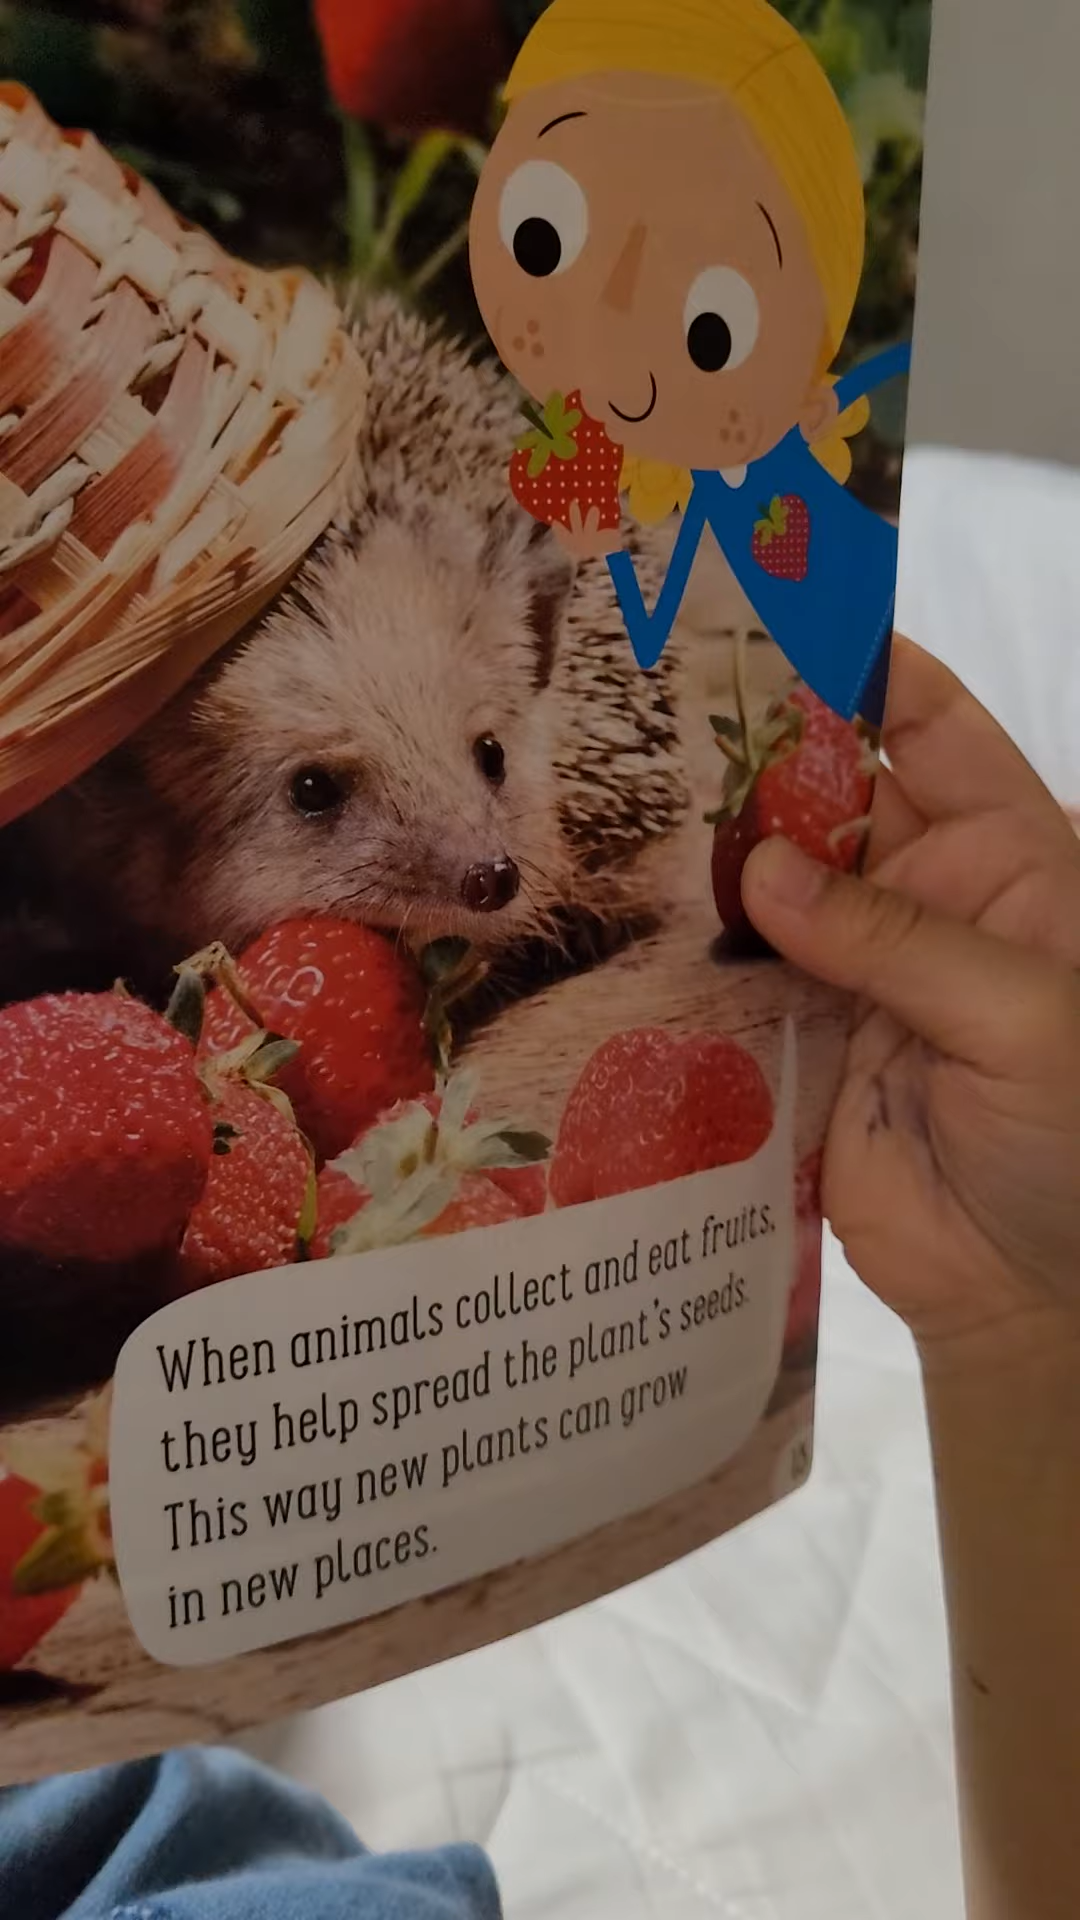 When animals collect and eat fruits,
they help spread the plant's seeds.
This way new plants can grow
in new places.